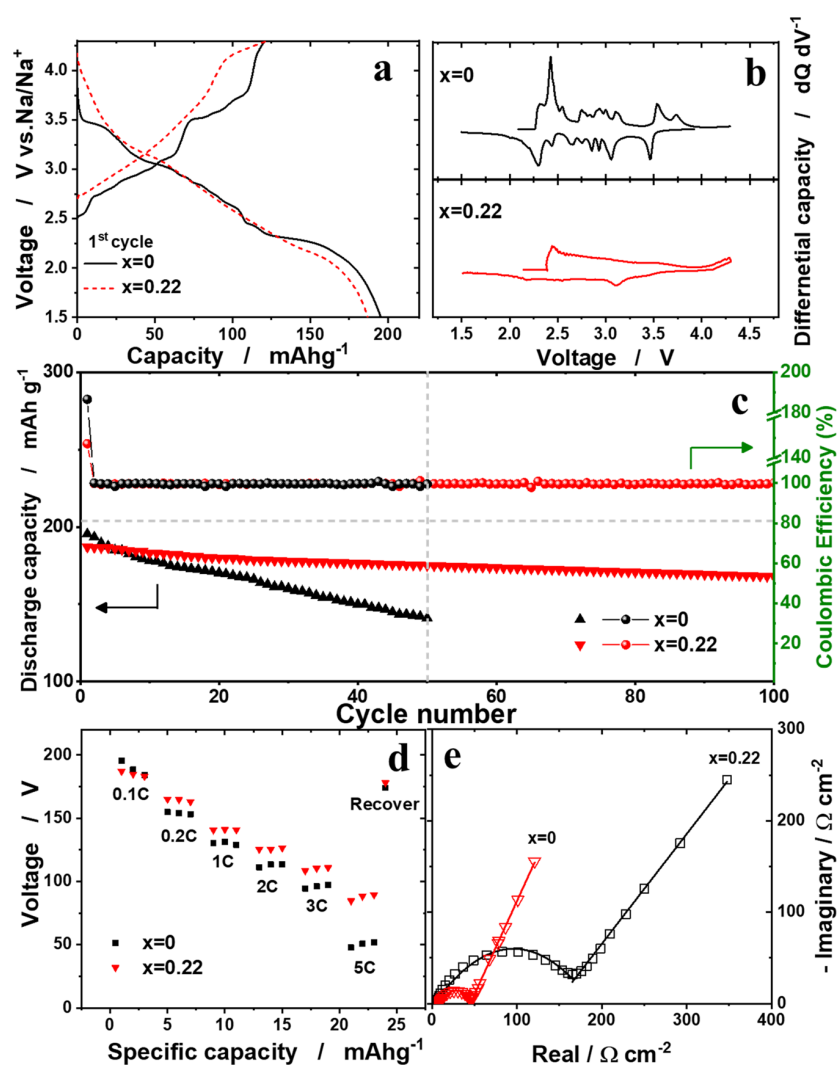 a
Voltage / V vs.Na/Na+
4.0
3.5
3.0
2.5
2.0
1.5
1st cycle
x=0
x=0.22
0 50 100 150 200
Capacity / mAhg-1
b
x=0
x=0.22
1.5 2.0 2.5 3.0 3.5 4.0 4.5
Voltage / V
Differnetial capacity / dQ dV-1
c
Discharge capacity / mAh g-1
300
200
100
200
180
140
100
80
60
40
20
Coulombic Efficiency (%)
x=0
x=0.22
0 20 40 60 80 100
Cycle number
d
Voltage / V
200
150
100
50
0
0.1C
0.2C
1C
2C
3C
5C
Recover
x=0
x=0.22
-5 0 5 10 15 20 25
Specific capacity / mAhg-1
e
x=0.22
x=0
300
200
100
0
- Imaginary / Ω cm-2
0 100 200 300 400
Real / Ω cm-2